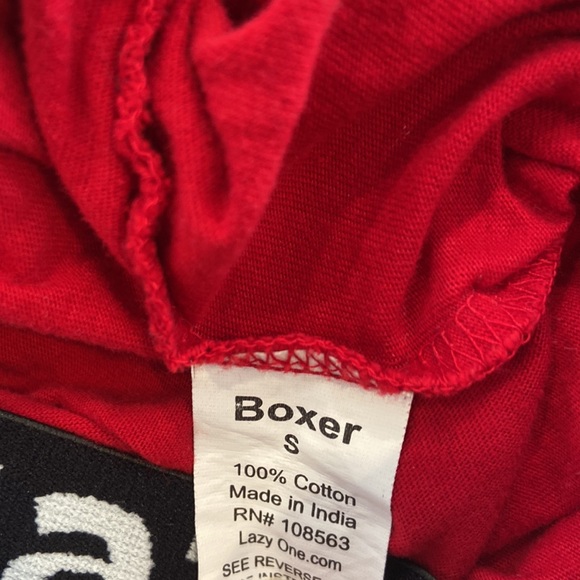 Boxer
S
100% Cotton
Made in India
RN# 108563
Lazy One.com
SEE REVERSE